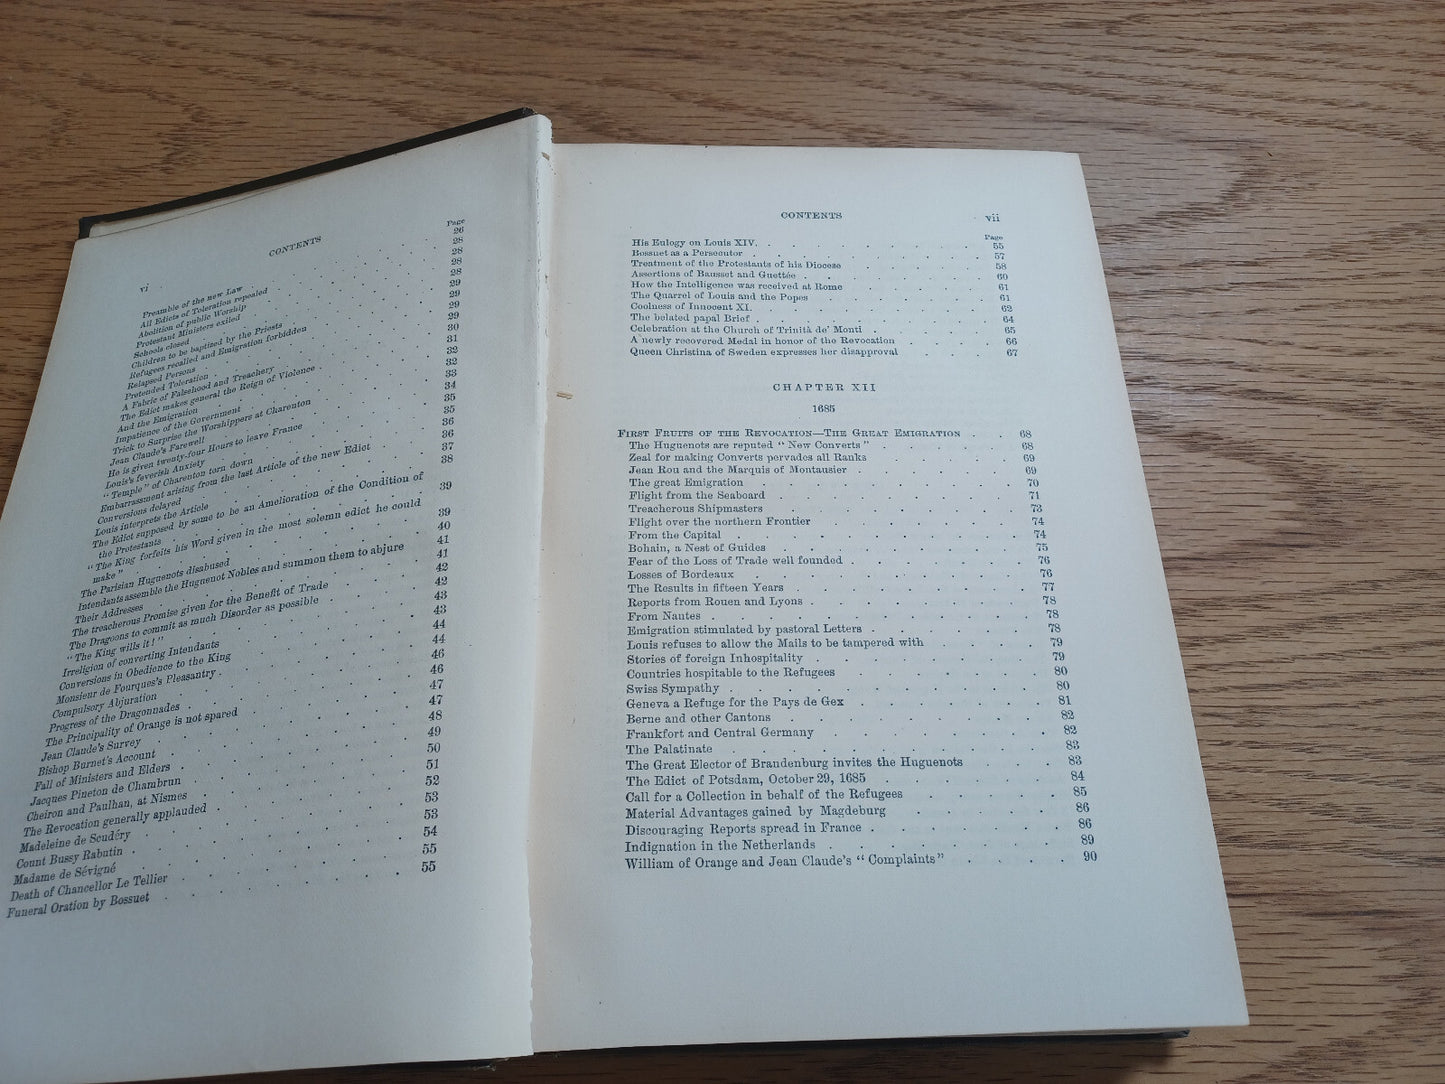 vi
CONTENTS
Page
Preamble of the new Law . . . 26
All Edicts of Toleration repealed . . . 28
Abolition of public Worship . . . 28
Protestant Ministers exiled . . . 28
Schools closed . . . 28
Children to be baptized by the Priests . . . 29
Refugees recalled and Emigration forbidden . . . 29
Relapsed Persons . . . 29
Pretended Toleration . . . 29
A Fabric of Falsehood and Treachery . . . 30
The Edict makes general the Reign of Violence . . . 31
And the Emigration . . . 32
Impatience of the Government . . . 32
Trick to Surprise the Worshippers at Charenton . . . 33
Jean Claude's Farewell . . . 34
He is given twenty-four Hours to leave France . . . 35
Louis's feverish Anxiety . . . 35
"Temple" of Charenton torn down . . . 36
Embarrassment arising from the last Article of the new Edict . . . 36
Conversions delayed . . . 37
Louis interprets the Article . . . 38
The Edict supposed by some to be an Amelioration of the Condition of
the Protestants . . . 39
"The King forfeits his Word given in the most solemn edict he could
make" . . . 39
The Parisian Huguenots disabused . . . 40
Intendants assemble the Huguenot Nobles and summon them to abjure 41
Their Addresses . . . 41
The treacherous Promise given for the Benefit of Trade . . . 42
The Dragoons to commit as much Disorder as possible . . . 42
"The King wills it!" . . . 43
Irreligion of converting Intendants . . . 43
Conversions in Obedience to the King . . . 44
Monsieur de Fourques's Pleasantry . . . 44
Compulsory Abjuration . . . 46
Progress of the Dragonnades . . . 46
The Principality of Orange is not spared . . . 47
Jean Claude's Survey . . . 47
Bishop Burnet's Account . . . 48
Fall of Ministers and Elders . . . 49
Jacques Pineton de Chambrun . . . 50
Cheiron and Paulhan, at Nismes . . . 51
The Revocation generally applauded . . . 52
Madeleine de Scudéry . . . 53
Count Bussy Rabutin . . . 53
Madame de Sévigné . . . 54
Death of Chancellor Le Tellier . . . 55
Funeral Oration by Bossuet . . . 55
CONTENTS vii
Page
His Eulogy on Louis XIV. . . . 55
Bossuet as a Persecutor . . . 57
Treatment of the Protestants of his Diocese . . . 58
Assertions of Bausset and Guettée . . . 60
How the Intelligence was received at Rome . . . 61
The Quarrel of Louis and the Popes . . . 61
Coolness of Innocent XI. . . . 62
The belated papal Brief . . . 64
Celebration at the Church of Trinità de' Monti . . . 65
A newly recovered Medal in honor of the Revocation . . . 66
Queen Christina of Sweden expresses her disapproval . . . 67
CHAPTER XII
1685
FIRST FRUITS OF THE REVOCATION—THE GREAT EMIGRATION . . 68
The Huguenots are reputed "New Converts" . . . 68
Zeal for making Converts pervades all Ranks . . . 69
Jean Rou and the Marquis of Montausier . . . 69
The great Emigration . . . 70
Flight from the Seaboard . . . 71
Treacherous Shipmasters . . . 73
Flight over the northern Frontier . . . 74
From the Capital . . . 74
Bohain, a Nest of Guides . . . 75
Fear of the Loss of Trade well founded . . . 76
Losses of Bordeaux . . . 76
The Results in fifteen Years . . . 77
Reports from Rouen and Lyons . . . 78
From Nantes . . . 78
Emigration stimulated by pastoral Letters . . . 78
Louis refuses to allow the Mails to be tampered with . . . 79
Stories of foreign Inhospitality . . . 79
Countries hospitable to the Refugees . . . 80
Swiss Sympathy . . . 80
Geneva a Refuge for the Pays de Gex . . . 81
Berne and other Cantons . . . 82
Frankfort and Central Germany . . . 82
The Palatinate . . . 83
The Great Elector of Brandenburg invites the Huguenots . . . 83
The Edict of Potsdam, October 29, 1685 . . . 84
Call for a Collection in behalf of the Refugees . . . 85
Material Advantages gained by Magdeburg . . . 86
Discouraging Reports spread in France . . . 86
Indignation in the Netherlands . . . 89
William of Orange and Jean Claude's "Complaints" . . . 90